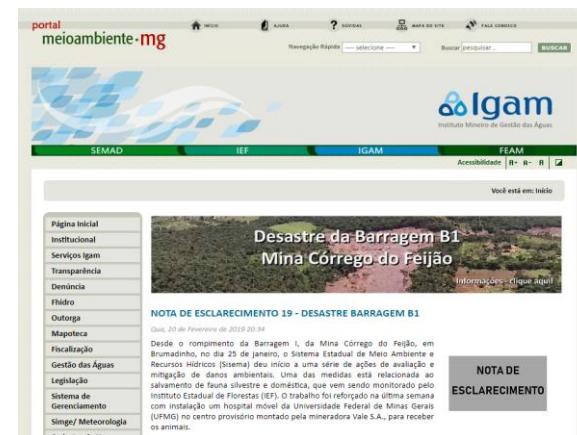 portal
meioambiente.mg
INÍCIO
AJUDA
DÚVIDAS
MAPA DO SITE
FALE CONOSCO
Navegação Rápida ---- selecione ----
Buscar pesquisar...
BUSCAR
Igam
Instituto Mineiro de Gestão das Águas
SEMAD
IEF
IGAM
FEAM
Acessibilidade A+ A- A
Você está em: Início
Página Inicial
Institucional
Serviços Igam
Transparência
Denúncia
Fhidro
Outorga
Mapoteca
Fiscalização
Gestão das Águas
Legislação
Sistema de
Gerenciamento
Simge/ Meteorologia
Desastre da Barragem B1
Mina Córrego do Feijão
Informações - clique aqui!
NOTA DE ESCLARECIMENTO 19 - DESASTRE BARRAGEM B1
Qua, 20 de Fevereiro de 2019 20:34
Desde o rompimento da Barragem I, da Mina Córrego do Feijão, em
Brumadinho, no dia 25 de janeiro, o Sistema Estadual de Meio Ambiente e
Recursos Hídricos (Sisema) deu início a uma série de ações de avaliação e
mitigação de danos ambientais. Uma das medidas está relacionada ao
salvamento de fauna silvestre e doméstica, que vem sendo monitorado pelo
Instituto Estadual de Florestas (IEF). O trabalho foi reforçado na última semana
com instalação um hospital móvel da Universidade Federal de Minas Gerais
(UFMG) no centro provisório montado pela mineradora Vale S.A., para receber
os animais.
NOTA DE
ESCLARECIMENTO